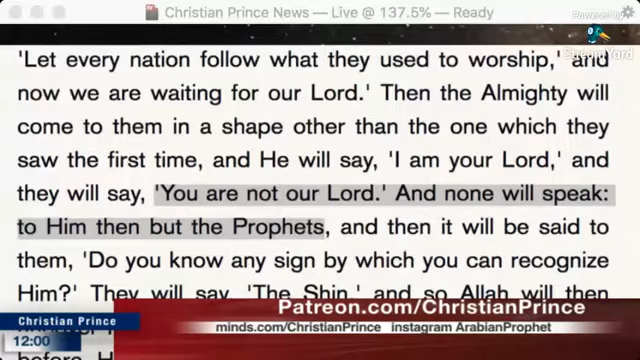 Christian Prince News — Live @ 137.5% — Ready
Powered by
StreamYard
'Let every nation follow what they used to worship,' and
now we are waiting for our Lord.' Then the Almighty will
come to them in a shape other than the one which they
saw the first time, and He will say, 'I am your Lord,' and
they will say, 'You are not our Lord.' And none will speak:
to Him then but the Prophets, and then it will be said to
them, 'Do you know any sign by which you can recognize
Him?' They will say, 'The Shin,' and so Allah will then
Patreon.com/ChristianPrince
Christian Prince
minds.com/ChristianPrince instagram ArabianProphet
12:00
before. H